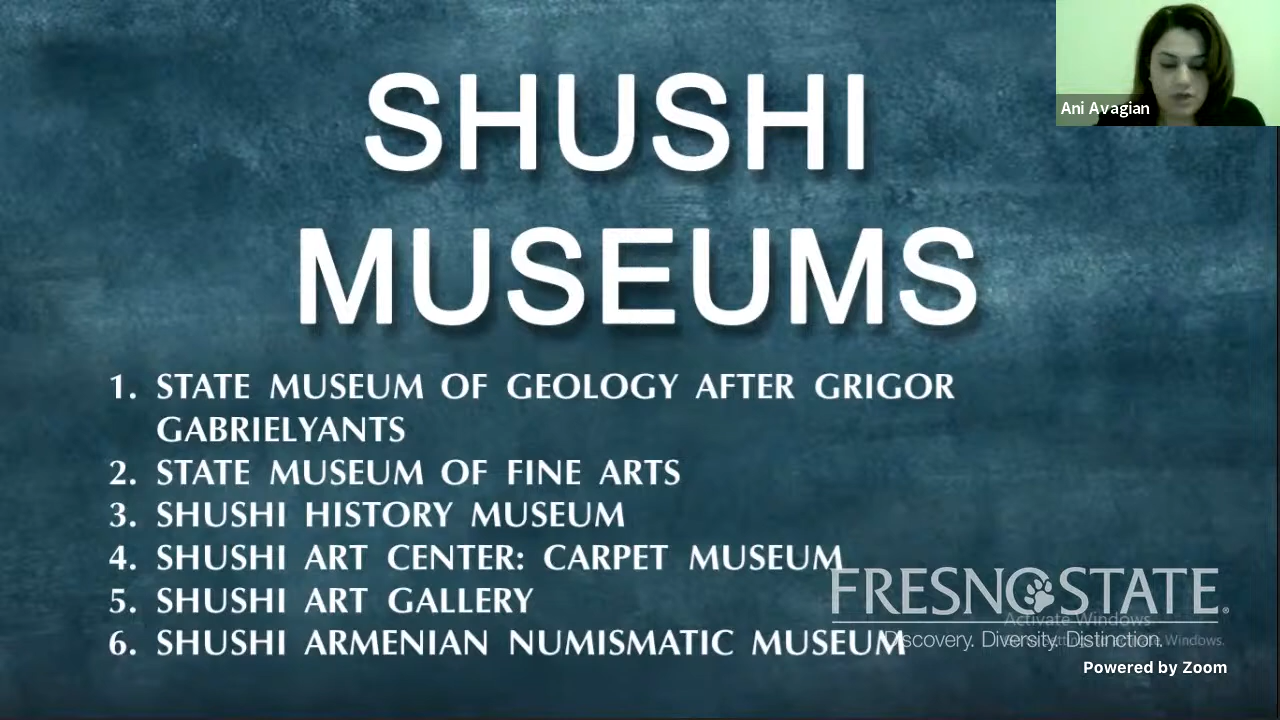 SHUSHI
MUSEUMS
Ani Avagian
1. STATE MUSEUM OF GEOLOGY AFTER GRIGOR
GABRIELYANTS
2. STATE MUSEUM OF FINE ARTS
3. SHUSHI HISTORY MUSEUM
4. SHUSHI ART CENTER: CARPET MUSEUM
5. SHUSHI ART GALLERY
6. SHUSHI ARMENIAN NUMISMATIC MUSEUM
FRESNO STATE
Activate Windows
Discovery. Diversity. Distinction.
Windows.
Powered by Zoom